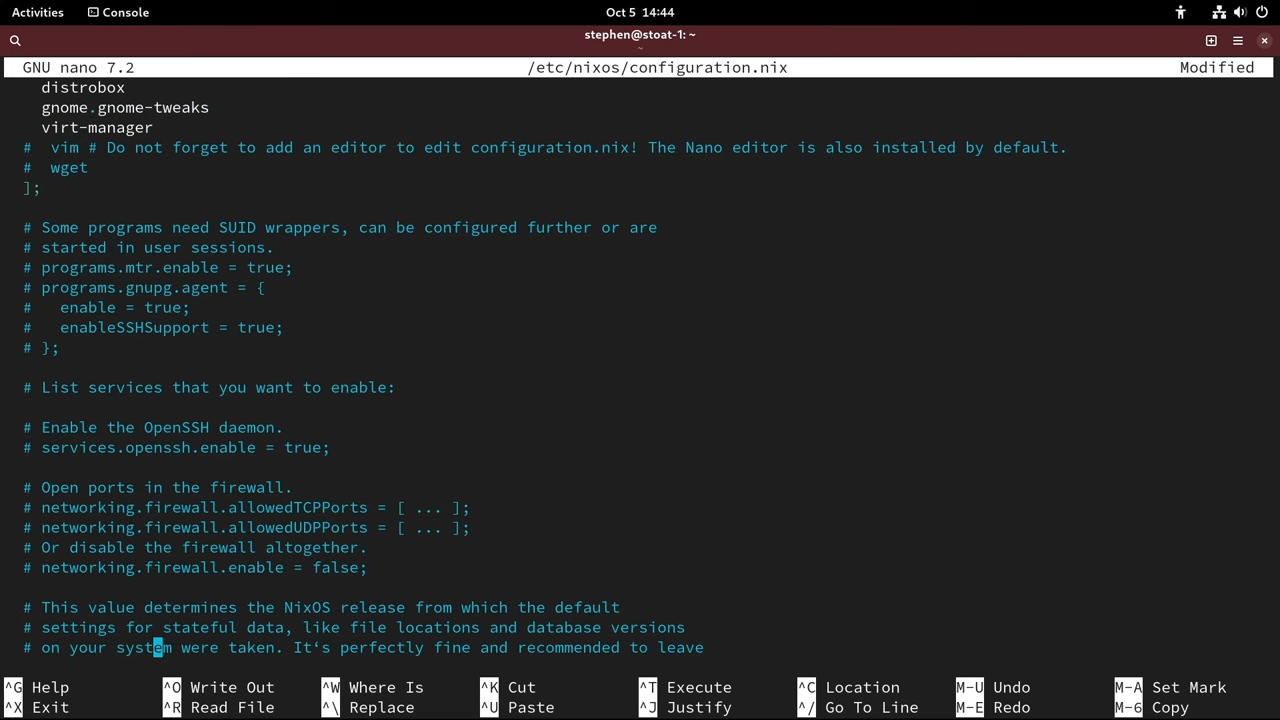 Activities Console Oct 5 14:44
stephen@stoat-1: ~
~
GNU nano 7.2 /etc/nixos/configuration.nix Modified
distrobox
gnome.gnome-tweaks
virt-manager
#  vim # Do not forget to add an editor to edit configuration.nix! The Nano editor is also installed by default.
#  wget
];
# Some programs need SUID wrappers, can be configured further or are
# started in user sessions.
# programs.mtr.enable = true;
# programs.gnupg.agent = {
#   enable = true;
#   enableSSHSupport = true;
# };
# List services that you want to enable:
# Enable the OpenSSH daemon.
# services.openssh.enable = true;
# Open ports in the firewall.
# networking.firewall.allowedTCPPorts = [ ... ];
# networking.firewall.allowedUDPPorts = [ ... ];
# Or disable the firewall altogether.
# networking.firewall.enable = false;
# This value determines the NixOS release from which the default
# settings for stateful data, like file locations and database versions
# on your system were taken. It‘s perfectly fine and recommended to leave
^G Help ^O Write Out ^W Where Is ^K Cut ^T Execute ^C Location M-U Undo M-A Set Mark
^X Exit ^R Read File ^\ Replace ^U Paste ^J Justify ^/ Go To Line M-E Redo M-6 Copy